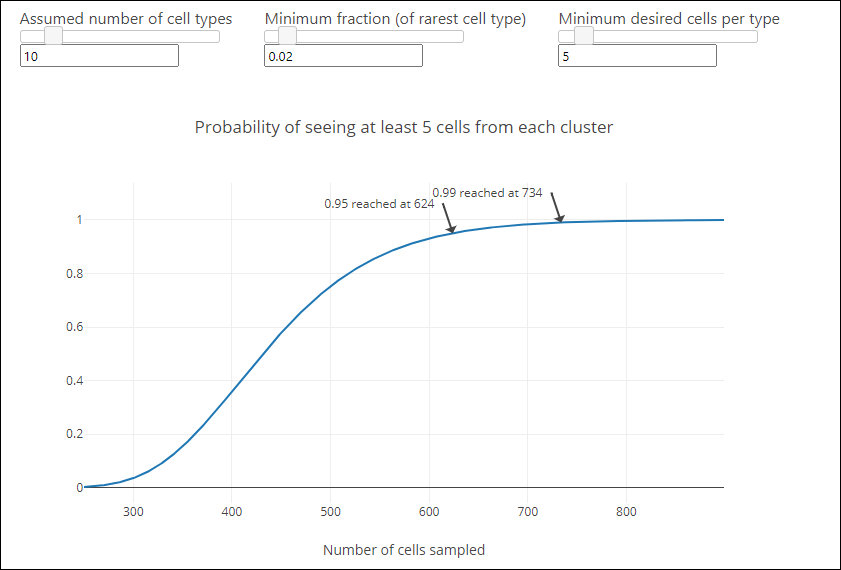 Assumed number of cell types
10
Minimum fraction (of rarest cell type)
0.02
Minimum desired cells per type
5
Probability of seeing at least 5 cells from each cluster
0.99 reached at 734
0.95 reached at 624
1
0.8
0.6
0.4
0.2
0
300 400 500 600 700 800
Number of cells sampled